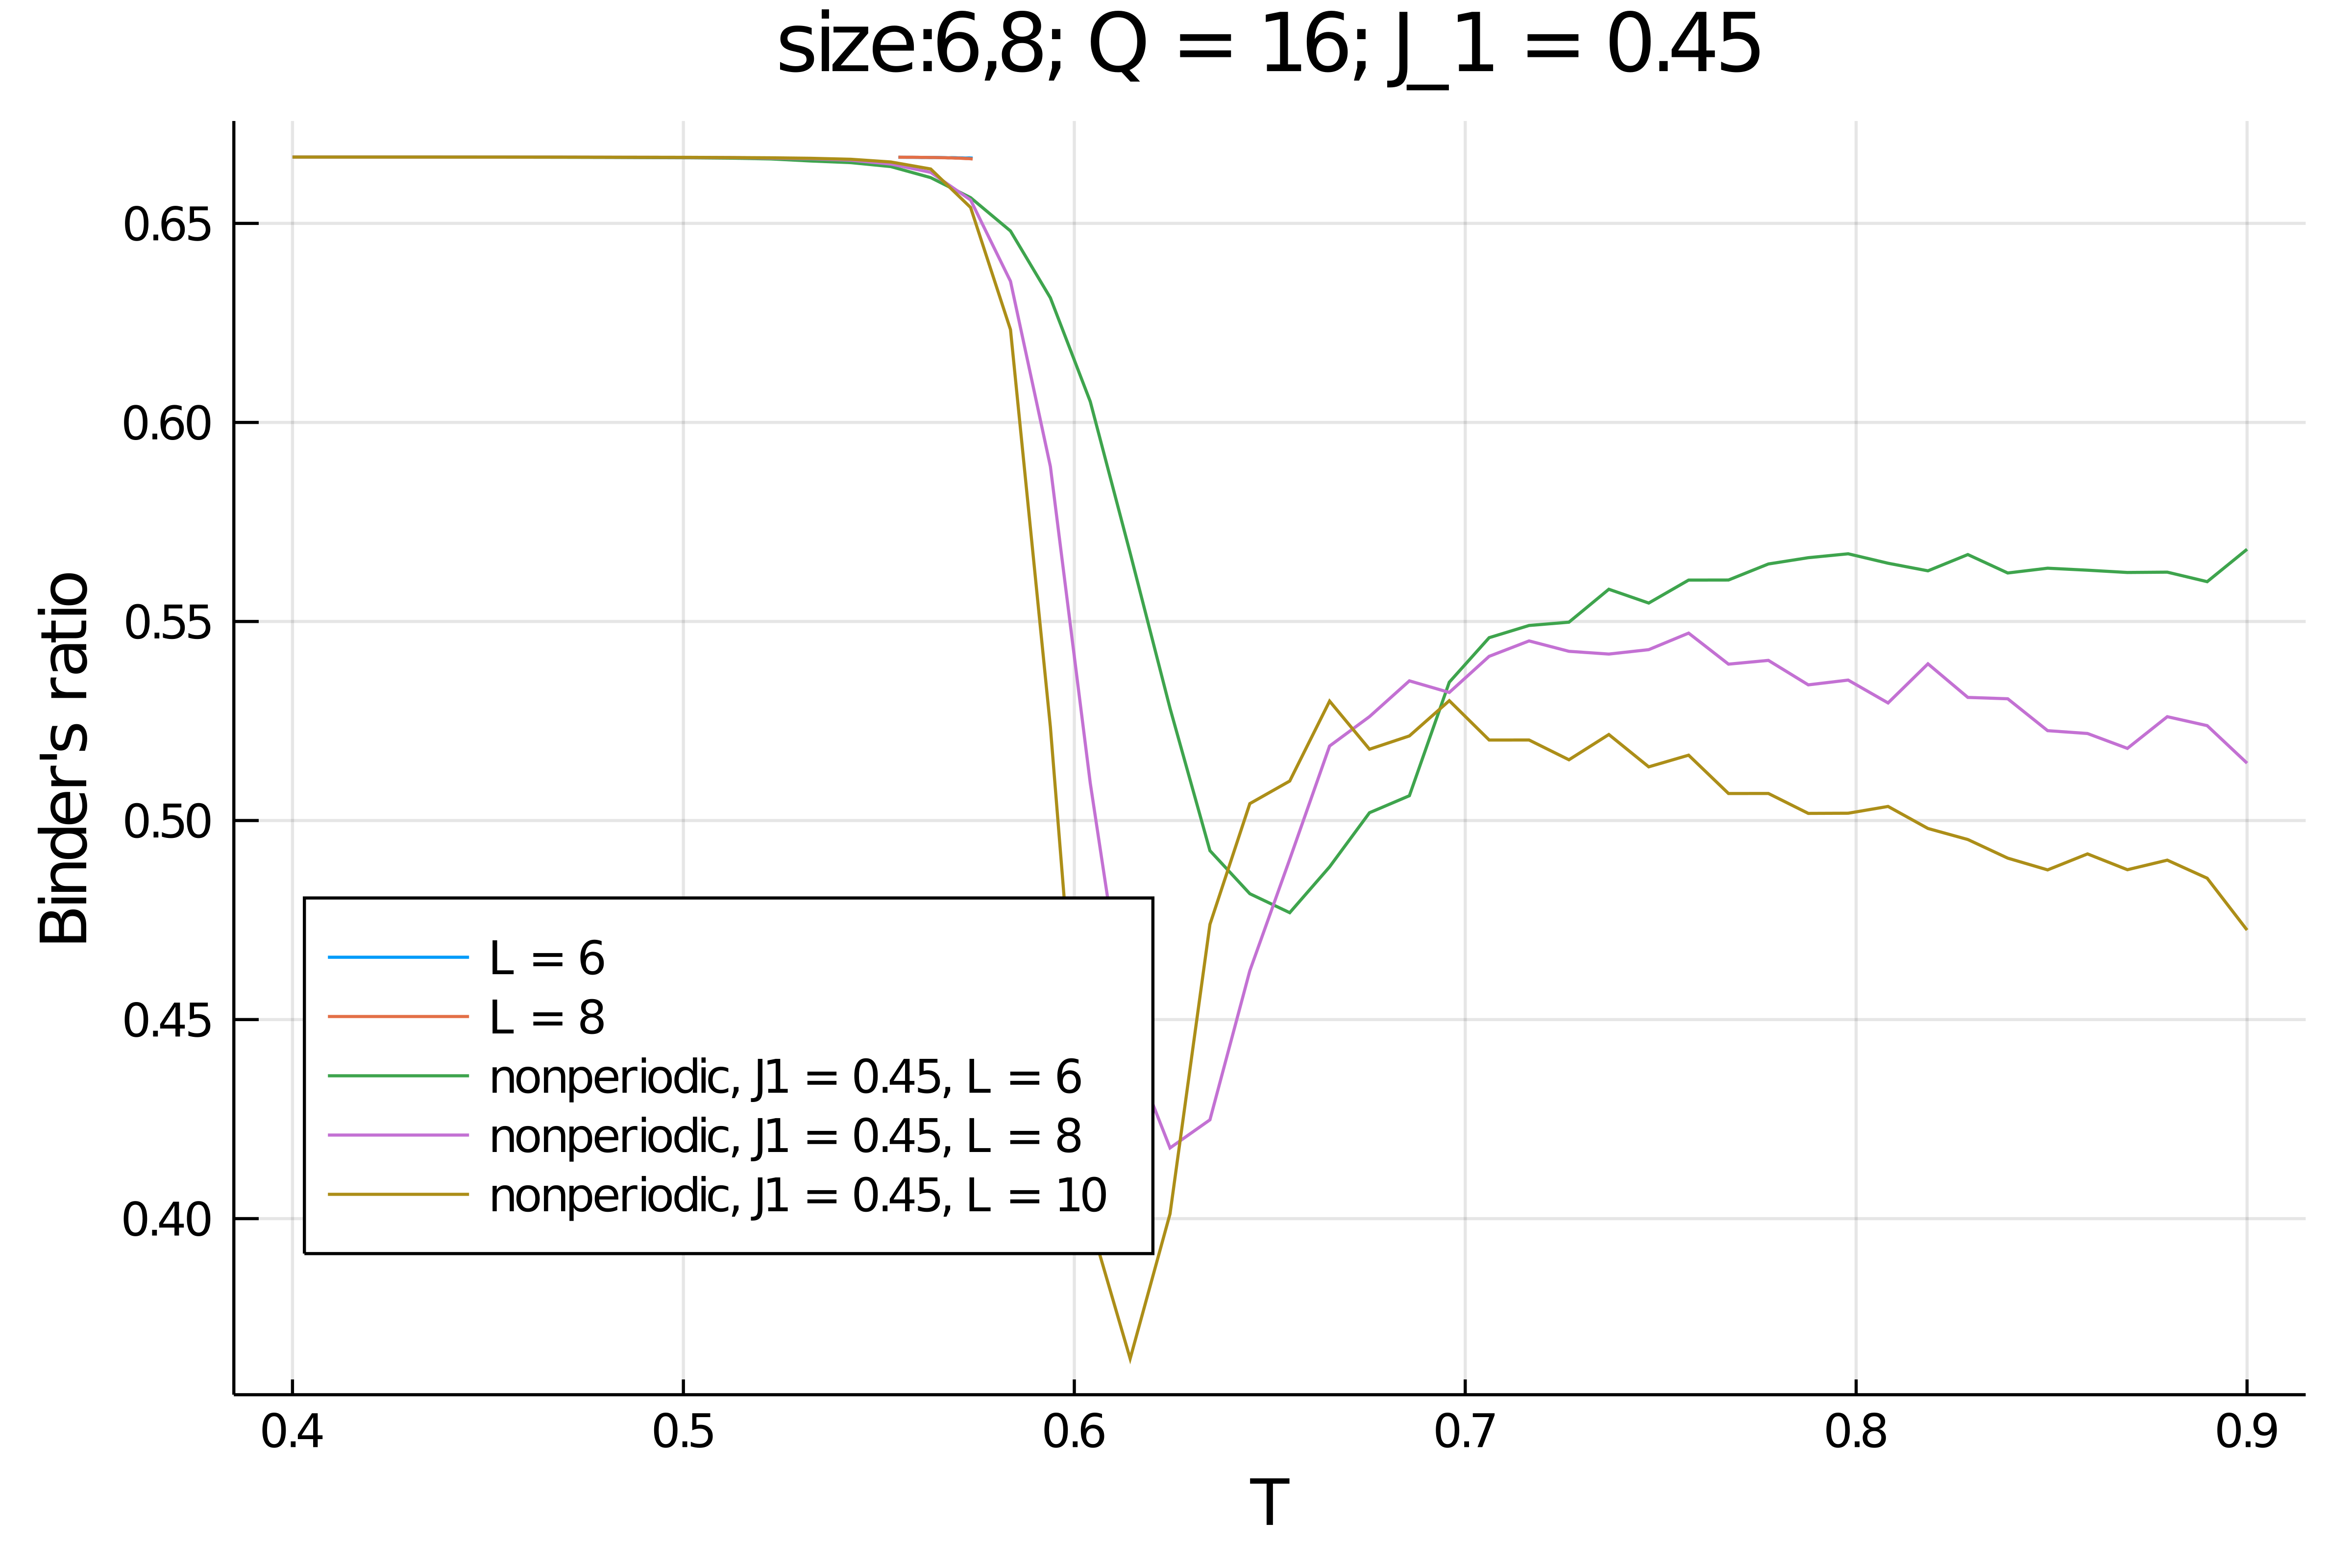 size:6,8; Q = 16; J_1 = 0.45
Binder's ratio
0.65
0.60
0.55
0.50
0.45
0.40
L = 6
L = 8
nonperiodic, J1 = 0.45, L = 6
nonperiodic, J1 = 0.45, L = 8
nonperiodic, J1 = 0.45, L = 10
0.4 0.5 0.6 0.7 0.8 0.9
T